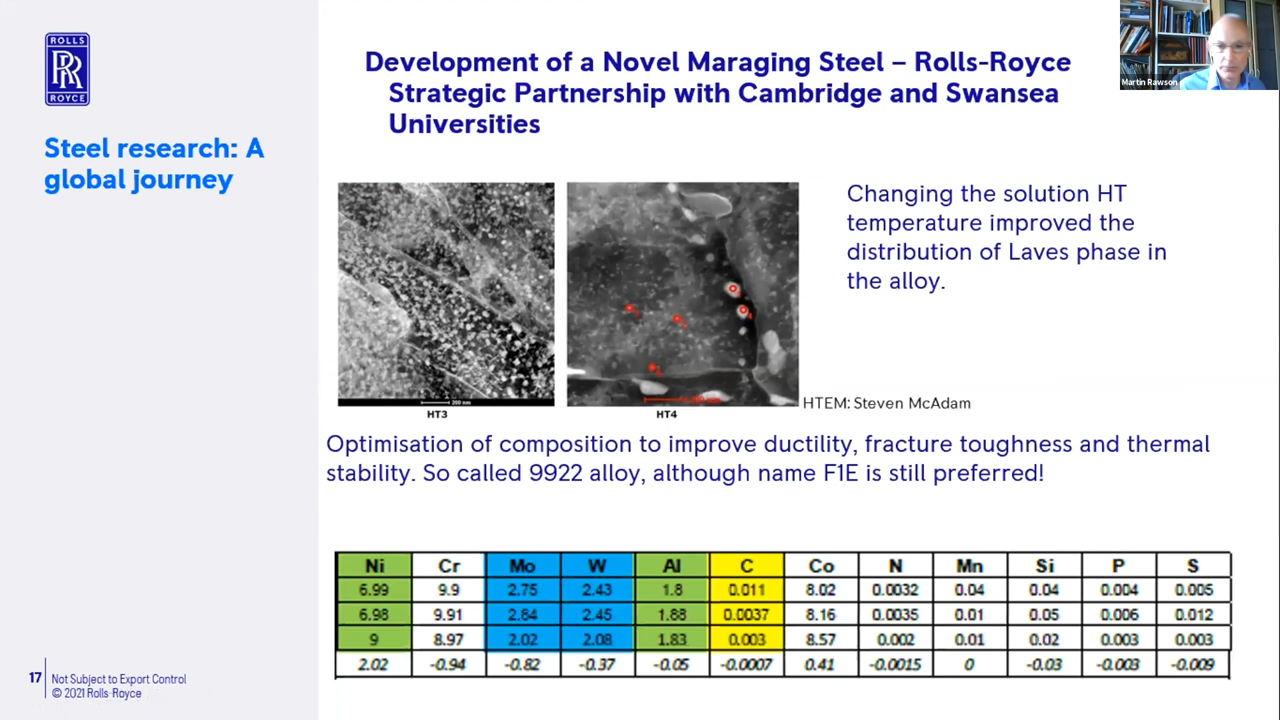 ROLLS
RR
ROYCE
Steel research: A
global journey
Development of a Novel Maraging Steel – Rolls-Royce
Strategic Partnership with Cambridge and Swansea
Universities
Martin Rawson
Changing the solution HT
temperature improved the
distribution of Laves phase in
the alloy.
200 nm
HT3
HT4
HTEM: Steven McAdam
Optimisation of composition to improve ductility, fracture toughness and thermal
stability. So called 9922 alloy, although name F1E is still preferred!
Ni Cr Mo W Al C Co N Mn Si P S
6.99 9.9 2.75 2.43 1.8 0.011 8.02 0.0032 0.04 0.04 0.004 0.005
6.98 9.91 2.84 2.45 1.88 0.0037 8.16 0.0035 0.01 0.05 0.006 0.012
9 8.97 2.02 2.08 1.83 0.003 8.57 0.002 0.01 0.02 0.003 0.003
2.02 -0.94 -0.82 -0.37 -0.05 -0.0007 0.41 -0.0015 0 -0.03 -0.003 -0.009
17
Not Subject to Export Control
© 2021 Rolls-Royce